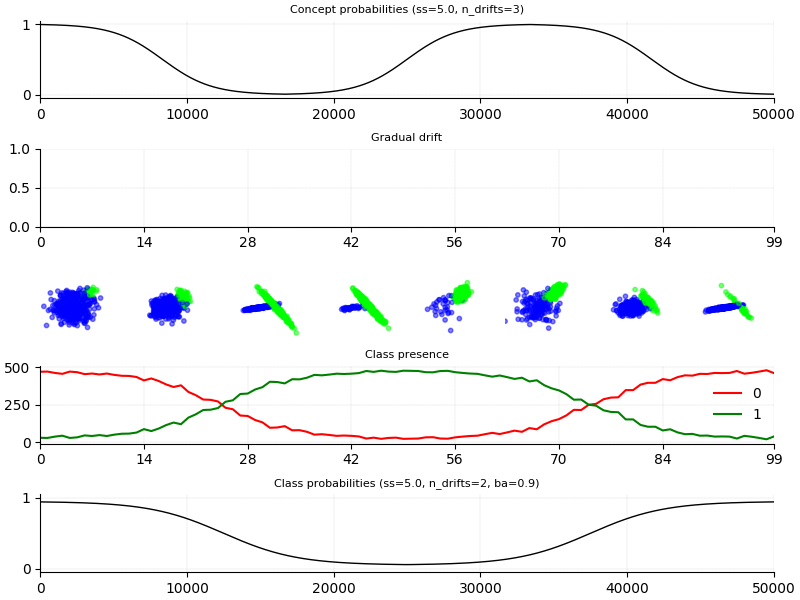 Concept probabilities (ss=5.0, n_drifts=3)
1
0
0 10000 20000 30000 40000 50000
Gradual drift
1.0
0.5
0.0
0 14 28 42 56 70 84 99
Class presence
500
250
0
0
1
0 14 28 42 56 70 84 99
Class probabilities (ss=5.0, n_drifts=2, ba=0.9)
1
0
0 10000 20000 30000 40000 50000